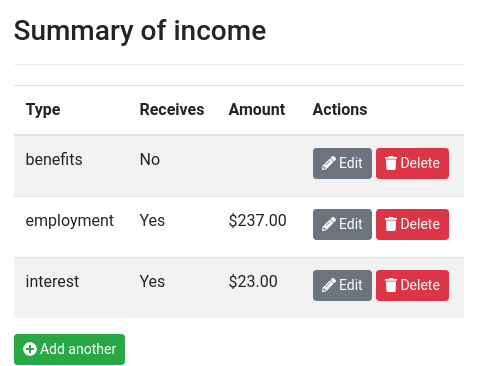 Summary of income
Type Receives Amount Actions
benefits No Edit Delete
employment Yes $237.00 Edit Delete
interest Yes $23.00 Edit Delete
Add another